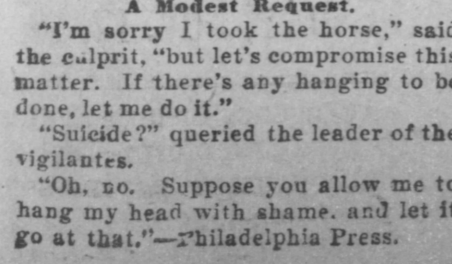 A Modest Request.
"I'm sorry I took the horse," said
the culprit, "but let's compromise this
matter. If there's any hanging to be
done, let me do it."
"Suicide?" queried the leader of the
vigilantes.
"Oh, no. Suppose you allow me to
hang my head with shame. and let it
go at that."—Philadelphia Press.